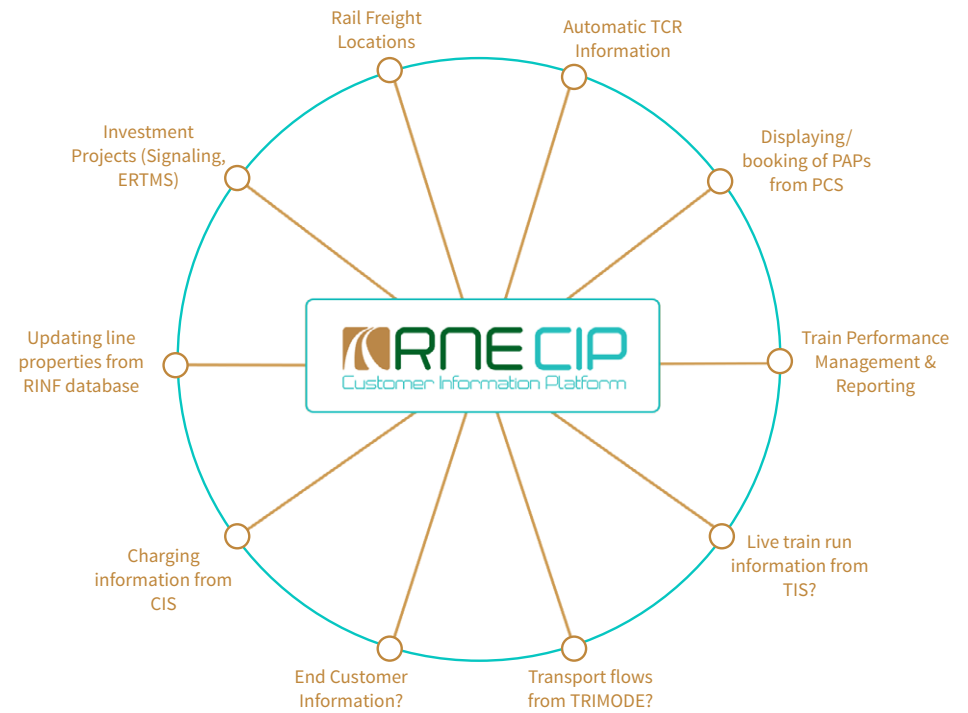 Rail Freight
Locations
Automatic TCR
Information
Investment
Projects (Signaling,
ERTMS)
Displaying/
booking of PAPs
from PCS
RNE CIP
Customer Information Platform
Updating line
properties from
RINF database
Train Performance
Management &
Reporting
Charging
information from
CIS
Live train run
information from
TIS?
End Customer
Information?
Transport flows
from TRIMODE?